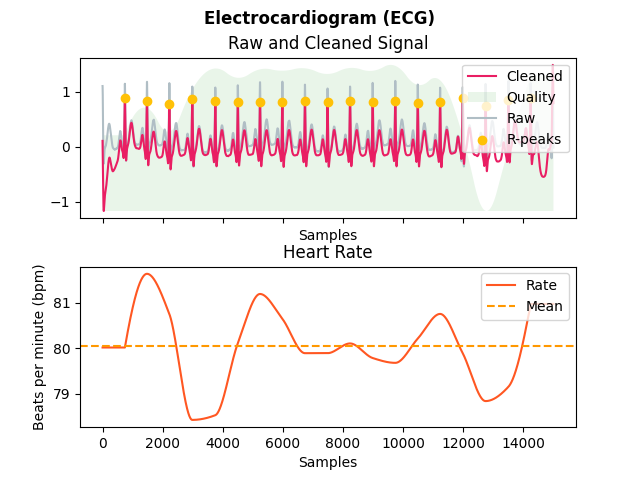 Electrocardiogram (ECG)
Raw and Cleaned Signal
Cleaned
Quality
Raw
R-peaks
1
0
−1
Samples
Heart Rate
Rate
Mean
81
80
79
Beats per minute (bpm)
0 2000 4000 6000 8000 10000 12000 14000
Samples